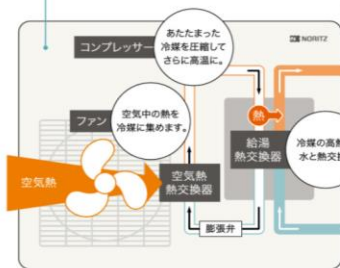 NORITZ
あたたまった
冷媒を圧縮して
さらに高温に。
コンプレッサー
空気中の熱を
冷媒に集めます。
ファン
熱
給湯
熱交換器
冷媒の高熱
水と熱交換
空気熱
空気熱
熱交換器
膨張弁